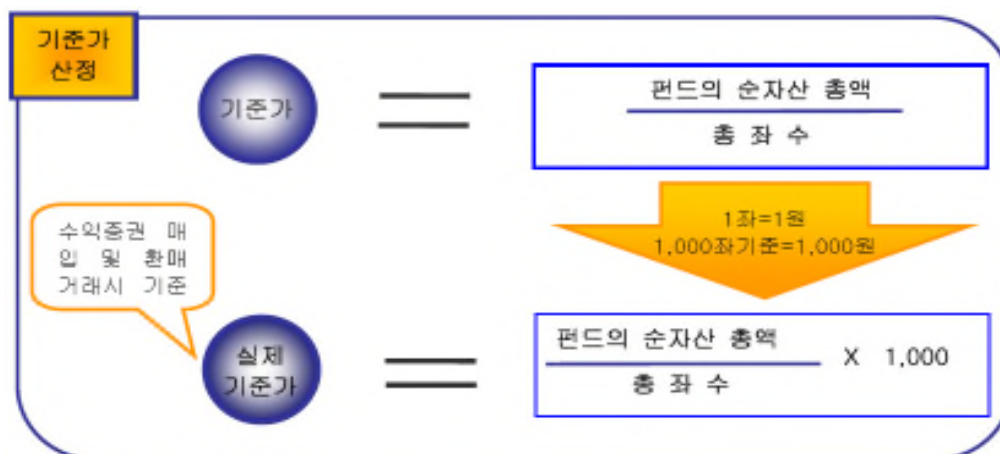 기준가
산정
기준가
펀드의 순자산 총액
총 좌 수
1좌=1원
1,000좌기준=1,000원
수익증권 매
입 및 환매
거래시 기준
실제
기준가
펀드의 순자산 총액
총 좌 수
X 1,000